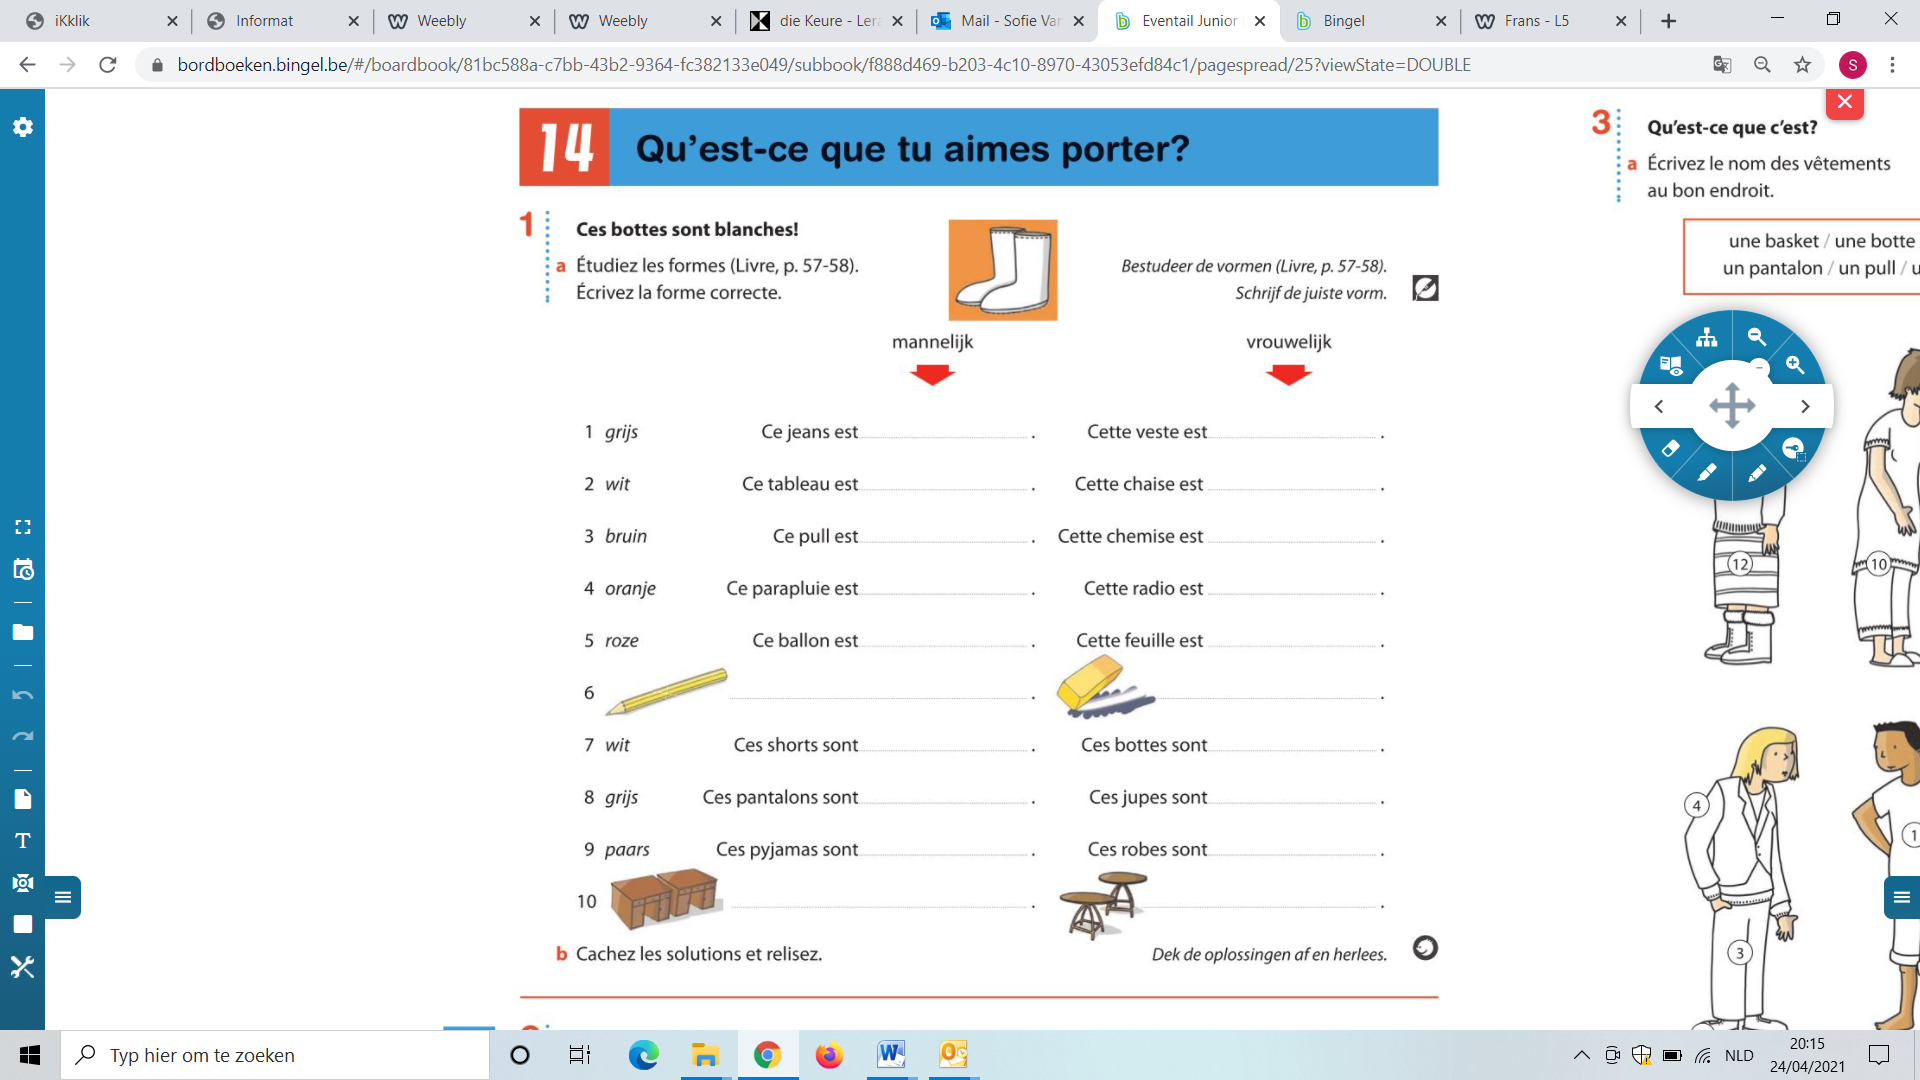 iKklik
Informat
Weebly
Weebly
die Keure - Ler
Mail - Sofie Var
Eventail Junior
Bingel
Frans - L5
bordboeken.bingel.be/#/boardbook/81bc588a-c7bb-43b2-9364-fc382133e049/subbook/f888d469-b203-4c10-8970-43053efd84c1/pagespread/25?viewState=DOUBLE
S
14 Qu'est-ce que tu aimes porter?
1 Ces bottes sont blanches!
a Étudiez les formes (Livre, p. 57-58).
Écrivez la forme correcte.
Bestudeer de vormen (Livre, p. 57-58).
Schrijf de juiste vorm.
mannelijk vrouwelijk
1 grijs Ce jeans est . Cette veste est .
2 wit Ce tableau est . Cette chaise est .
3 bruin Ce pull est . Cette chemise est .
4 oranje Ce parapluie est . Cette radio est .
5 roze Ce ballon est . Cette feuille est .
6 . .
7 wit Ces shorts sont . Ces bottes sont .
8 grijs Ces pantalons sont . Ces jupes sont .
9 paars Ces pyjamas sont . Ces robes sont .
10 . .
b Cachez les solutions et relisez.
Dek de oplossingen af en herlees.
3 Qu'est-ce que c'est?
a Écrivez le nom des vêtements
au bon endroit.
une basket / une botte
un pantalon / un pull / u
12
10
4
1
3
T
Typ hier om te zoeken
NLD
20:15
24/04/2021